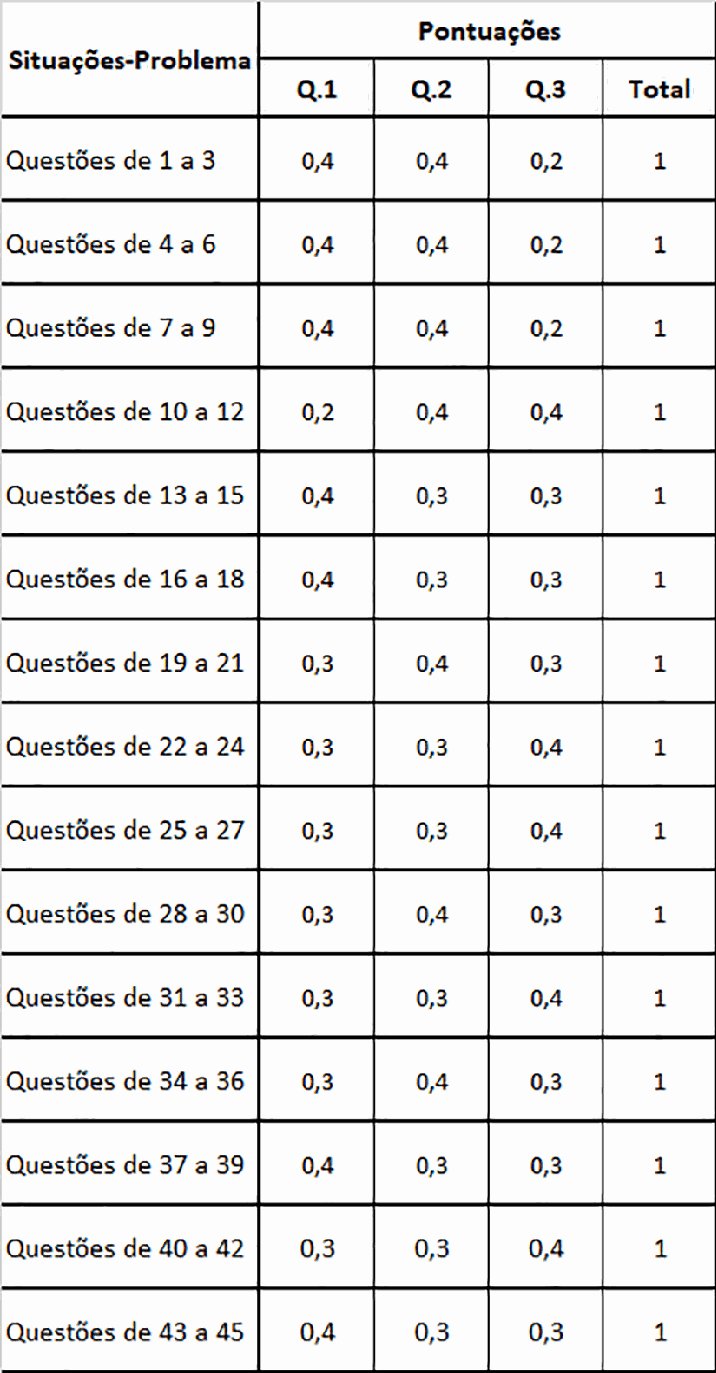 Situações-Problema Pontuações
Q.1 Q.2 Q.3 Total
Questões de 1 a 3 0,4 0,4 0,2 1
Questões de 4 a 6 0,4 0,4 0,2 1
Questões de 7 a 9 0,4 0,4 0,2 1
Questões de 10 a 12 0,2 0,4 0,4 1
Questões de 13 a 15 0,4 0,3 0,3 1
Questões de 16 a 18 0,4 0,3 0,3 1
Questões de 19 a 21 0,3 0,4 0,3 1
Questões de 22 a 24 0,3 0,3 0,4 1
Questões de 25 a 27 0,3 0,3 0,4 1
Questões de 28 a 30 0,3 0,4 0,3 1
Questões de 31 a 33 0,3 0,3 0,4 1
Questões de 34 a 36 0,3 0,4 0,3 1
Questões de 37 a 39 0,4 0,3 0,3 1
Questões de 40 a 42 0,3 0,3 0,4 1
Questões de 43 a 45 0,4 0,3 0,3 1